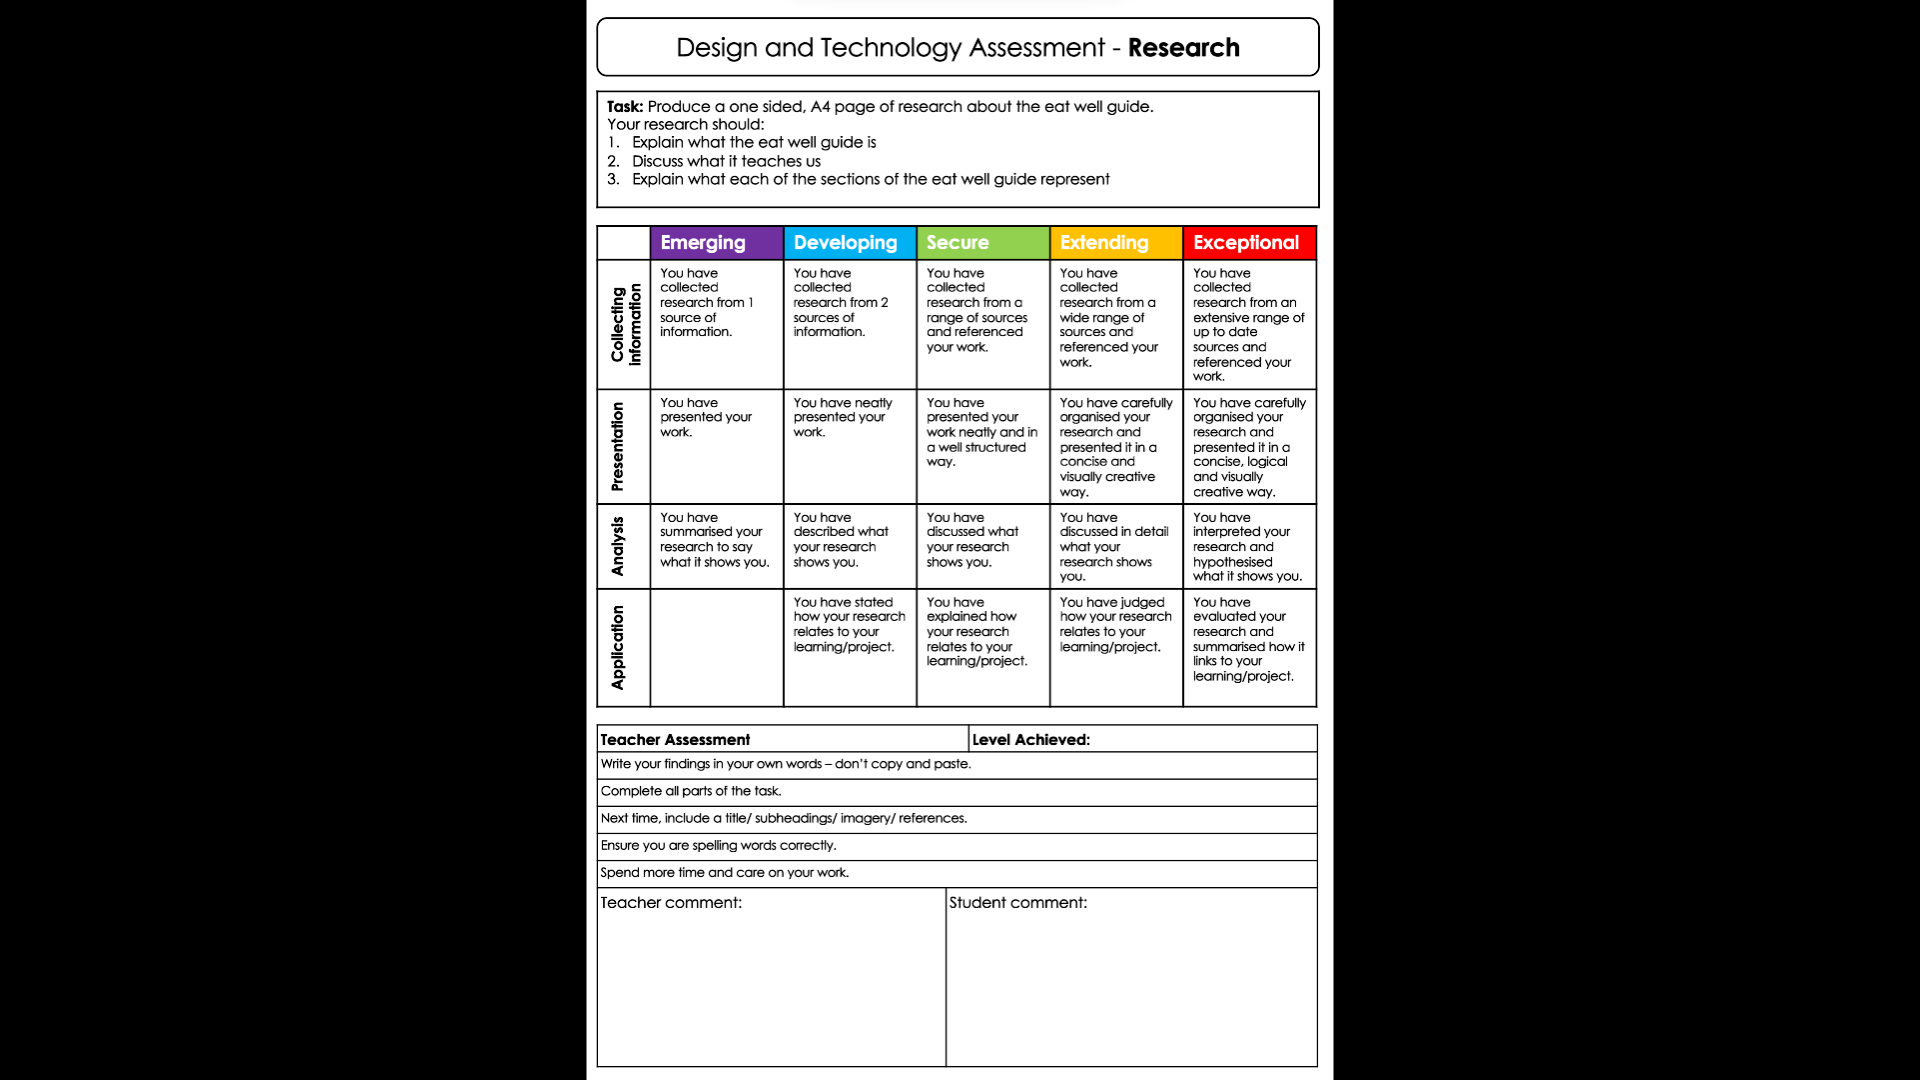 Design and Technology Assessment - Research
Task: Produce a one sided, A4 page of research about the eat well guide.
Your research should:
1. Explain what the eat well guide is
2. Discuss what it teaches us
3. Explain what each of the sections of the eat well guide represent
Emerging
Developing
Secure
Extending
Exceptional
Collecting
information
You have
collected
research from 1
source of
information.
You have
collected
research from 2
sources of
information.
You have
collected
research from a
range of sources
and referenced
your work.
You have
collected
research from a
wide range of
sources and
referenced your
work.
You have
collected
research from an
extensive range of
up to date
sources and
referenced your
work.
Presentation
You have
presented your
work.
You have neatly
presented your
work.
You have
presented your
work neatly and in
a well structured
way.
You have carefully
organised your
research and
presented it in a
concise and
visually creative
way.
You have carefully
organised your
research and
presented it in a
concise, logical
and visually
creative way.
Analysis
You have
summarised your
research to say
what it shows you.
You have
described what
your research
shows you.
You have
discussed what
your research
shows you.
You have
discussed in detail
what your
research shows
you.
You have
interpreted your
research and
hypothesised
what it shows you.
Application
You have stated
how your research
relates to your
learning/project.
You have
explained how
your research
relates to your
learning/project.
You have judged
how your research
relates to your
learning/project.
You have
evaluated your
research and
summarised how it
links to your
learning/project.
Teacher Assessment
Level Achieved:
Write your findings in your own words – don't copy and paste.
Complete all parts of the task.
Next time, include a title/ subheadings/ imagery/ references.
Ensure you are spelling words correctly.
Spend more time and care on your work.
Teacher comment:
Student comment: